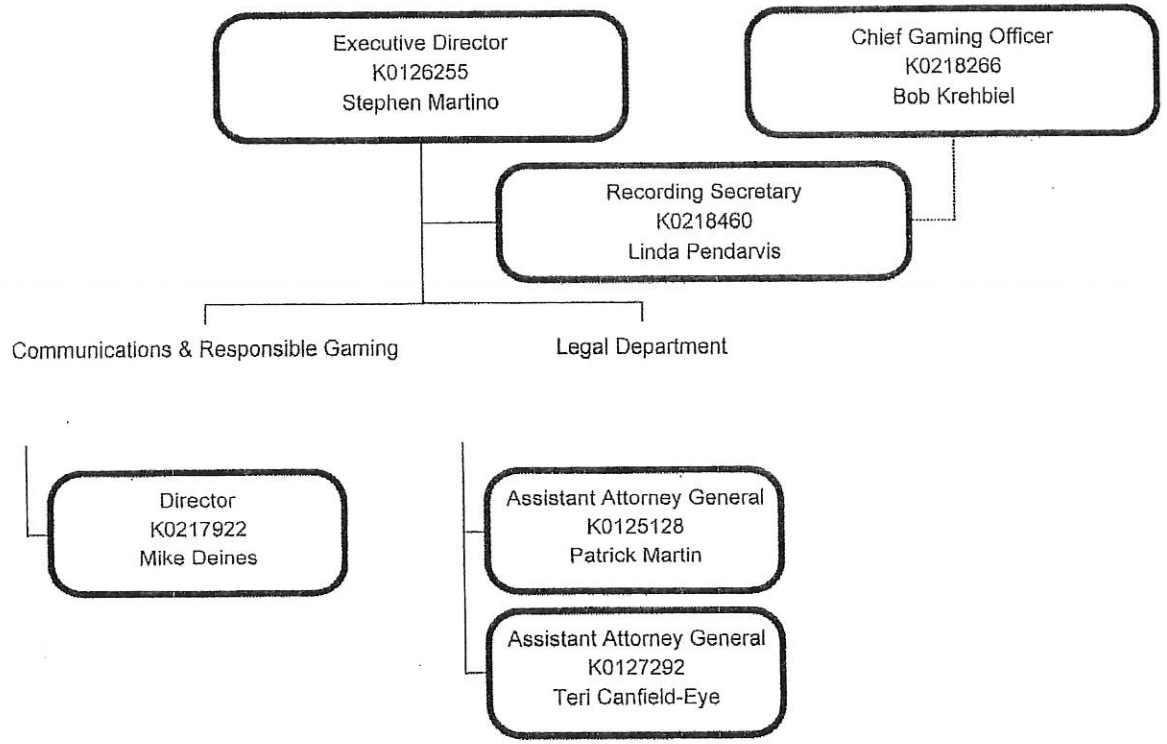 Executive Director
K0126255
Stephen Martino
Chief Gaming Officer
K0218266
Bob Krehbiel
Recording Secretary
K0218460
Linda Pendarvis
Communications & Responsible Gaming
Legal Department
Director
K0217922
Mike Deines
Assistant Attorney General
K0125128
Patrick Martin
Assistant Attorney General
K0127292
Teri Canfield-Eye